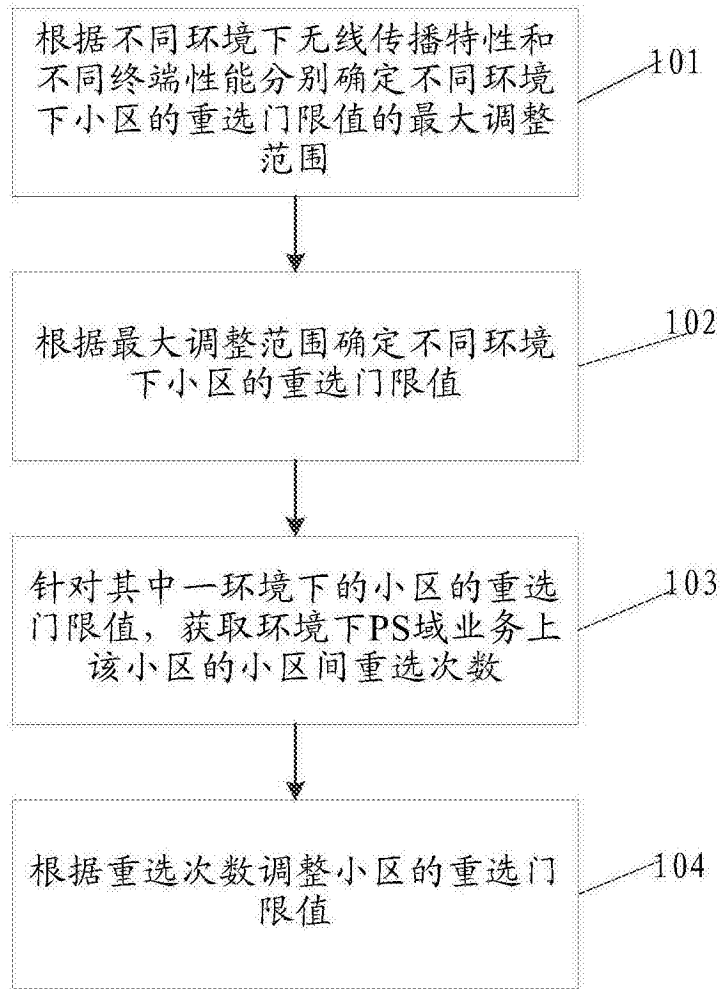 根据不同环境下无线传播特性和
不同终端性能分别确定不同环境
下小区的重选门限值的最大调整
范围
101
根据最大调整范围确定不同环境
下小区的重选门限值
102
针对其中一环境下的小区的重选
门限值，获取环境下PS域业务上
该小区的小区间重选次数
103
根据重选次数调整小区的重选门
限值
104